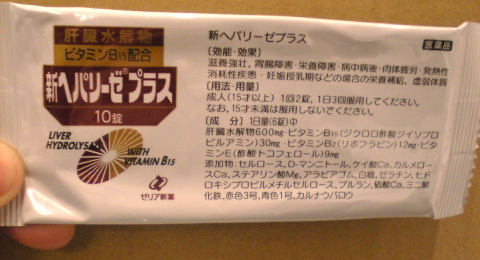 肝臓水解物
ビタミンB15配合
新ヘパリーゼ®プラス
10錠
LIVER
HYDROLYSATE
WITH
VITAMIN B15
ゼリア新薬
新ヘパリーゼプラス
医薬品
〔効能・効果〕
滋養強壮、胃腸障害・栄養障害・病中病後・肉体疲労・発熱性
消耗性疾患・妊娠授乳期などの場合の栄養補給、虚弱体質
〔用法・用量〕
成人(15才以上)1回2錠、1日3回服用してください。
なお、15才未満は服用しないでください。
〔成 分〕1日量(6錠)中
肝臓水解物600mg・ビタミンB15(ジクロロ酢酸ジイソプロ
ピルアミン)30mg・ビタミンB2(リボフラビン)12mg・ビタ
ミンE(酢酸トコフェロール)9mg
添加物:セルロース、D-マンニトール、ケイ酸Ca、カルメロー
スCa、ステアリン酸Mg、アラビアゴム、白糖、ゼラチン、ヒド
ロキシプロピルメチルセルロース、プルラン、硫酸Ca、三二酸
化鉄、赤色3号、青色1号、カルナウバロウ